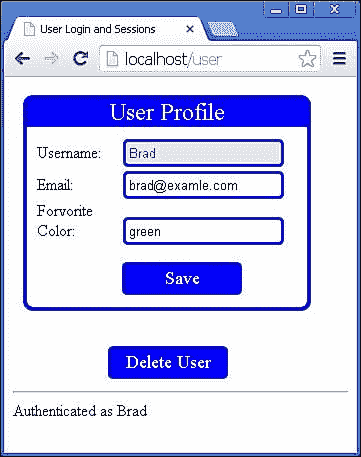 User Login and Sessions
localhost/user
User Profile
Username: Brad
Email: brad@examle.com
Forvorite
Color: green
Save
Delete User
Authenticated as Brad